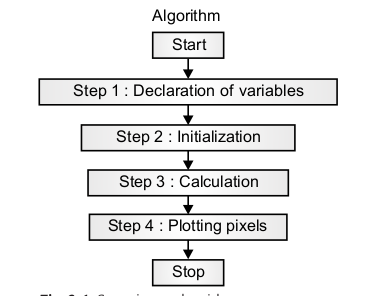 Algorithm
Start
Step 1 : Declaration of variables
Step 2 : Initialization
Step 3 : Calculation
Step 4 : Plotting pixels
Stop